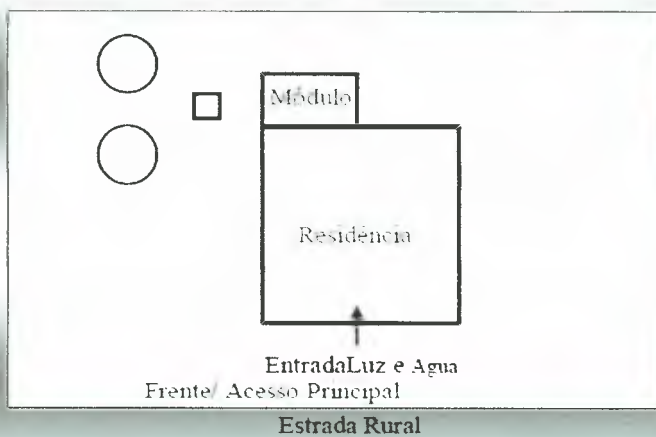 Módulo
Residência
EntradaLuz e Agua
Frente/ Acesso Principal
Estrada Rural